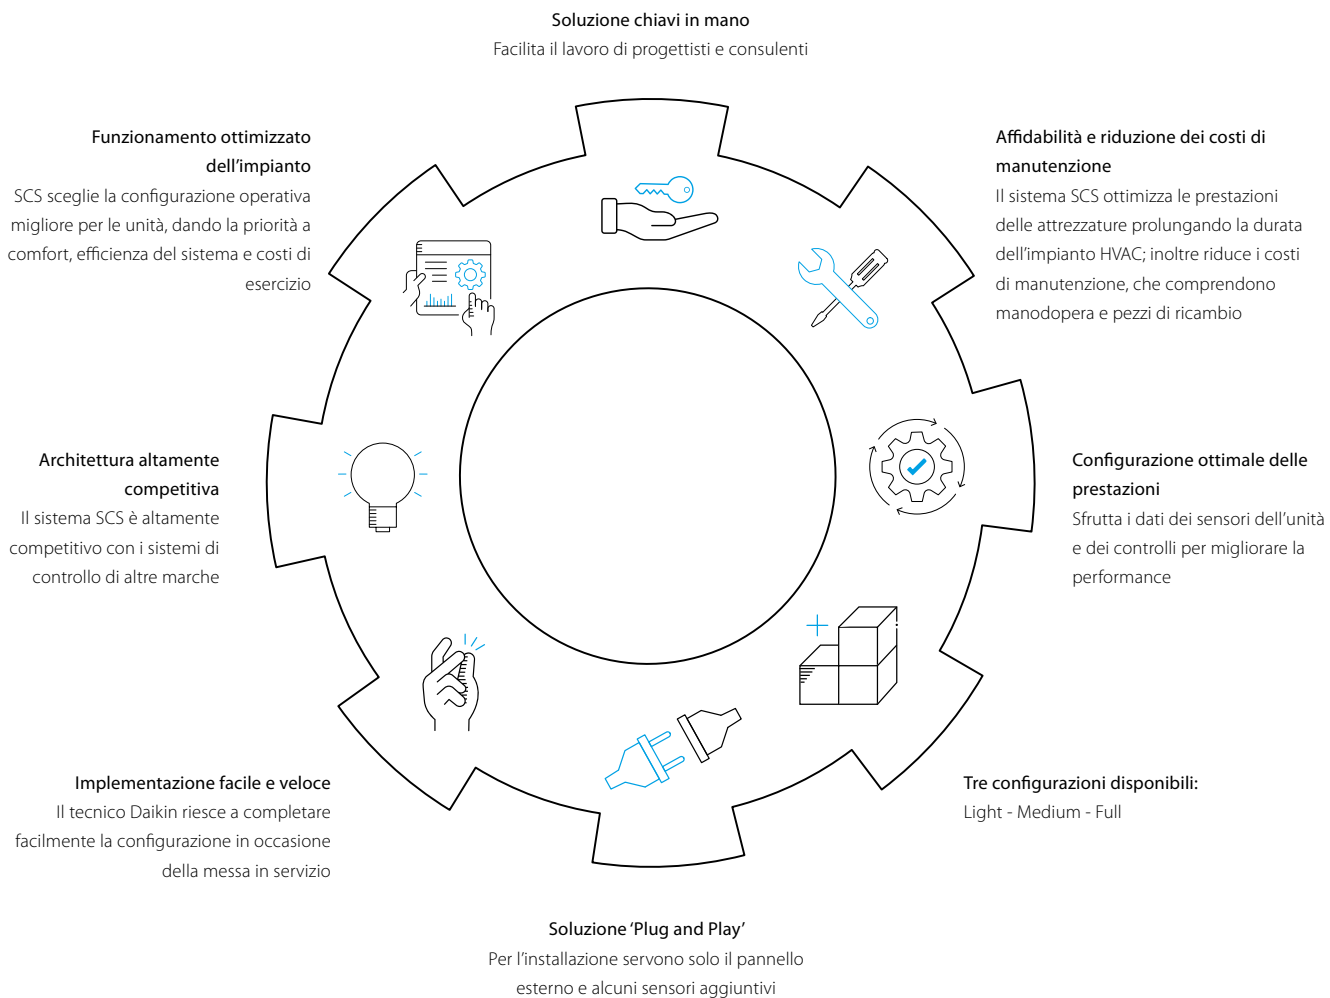 Soluzione chiavi in mano
Facilita il lavoro di progettisti e consulenti
Funzionamento ottimizzato
dell’impianto
SCS sceglie la configurazione operativa
migliore per le unità, dando la priorità a
comfort, efficienza del sistema e costi di
esercizio
Affidabilità e riduzione dei costi di
manutenzione
Il sistema SCS ottimizza le prestazioni
delle attrezzature prolungando la durata
dell’impianto HVAC; inoltre riduce i costi
di manutenzione, che comprendono
manodopera e pezzi di ricambio
Architettura altamente
competitiva
Il sistema SCS è altamente
competitivo con i sistemi di
controllo di altre marche
Configurazione ottimale delle
prestazioni
Sfrutta i dati dei sensori dell’unità
e dei controlli per migliorare la
performance
Implementazione facile e veloce
Il tecnico Daikin riesce a completare
facilmente la configurazione in occasione
della messa in servizio
Tre configurazioni disponibili:
Light - Medium - Full
Soluzione ‘Plug and Play’
Per l’installazione servono solo il pannello
esterno e alcuni sensori aggiuntivi